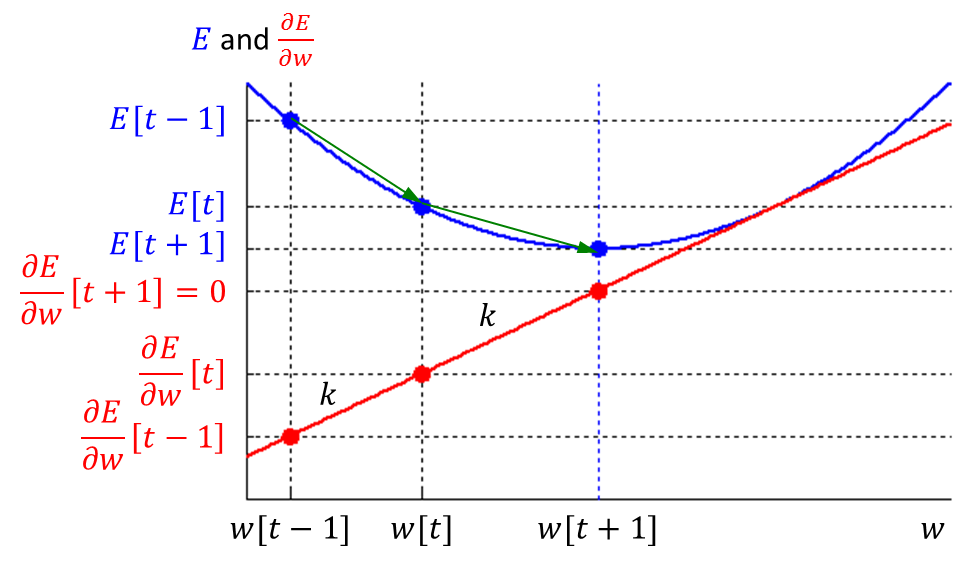 E and ∂E/∂w
E[t − 1]
E[t]
E[t + 1]
∂E/∂w [t + 1] = 0
k
∂E/∂w [t]
k
∂E/∂w [t − 1]
w[t − 1] w[t] w[t + 1] w